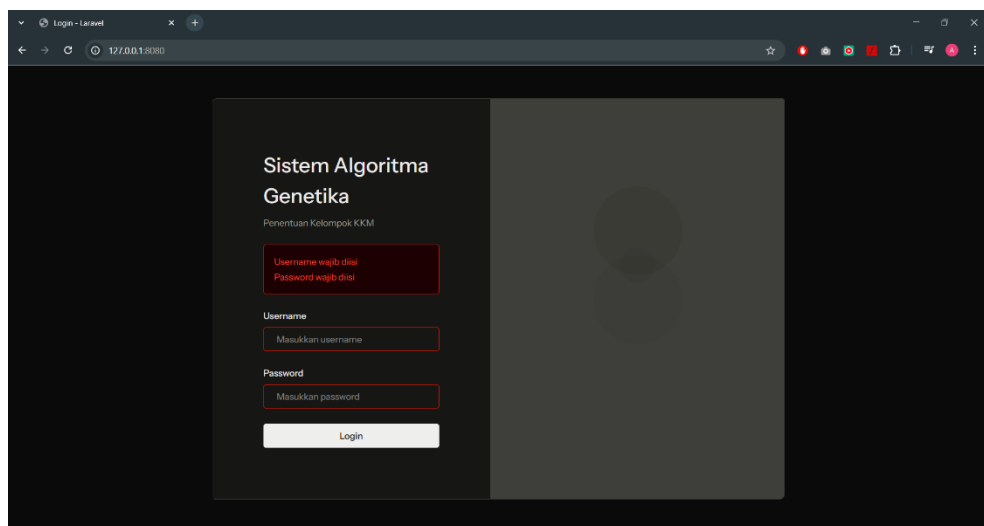 Login - Laravel
127.0.0.1:8080
A
Sistem Algoritma
Genetika
Penentuan Kelompok KKM
Username wajib diisi
Password wajib diisi
Username
Masukkan username
Password
Masukkan password
Login